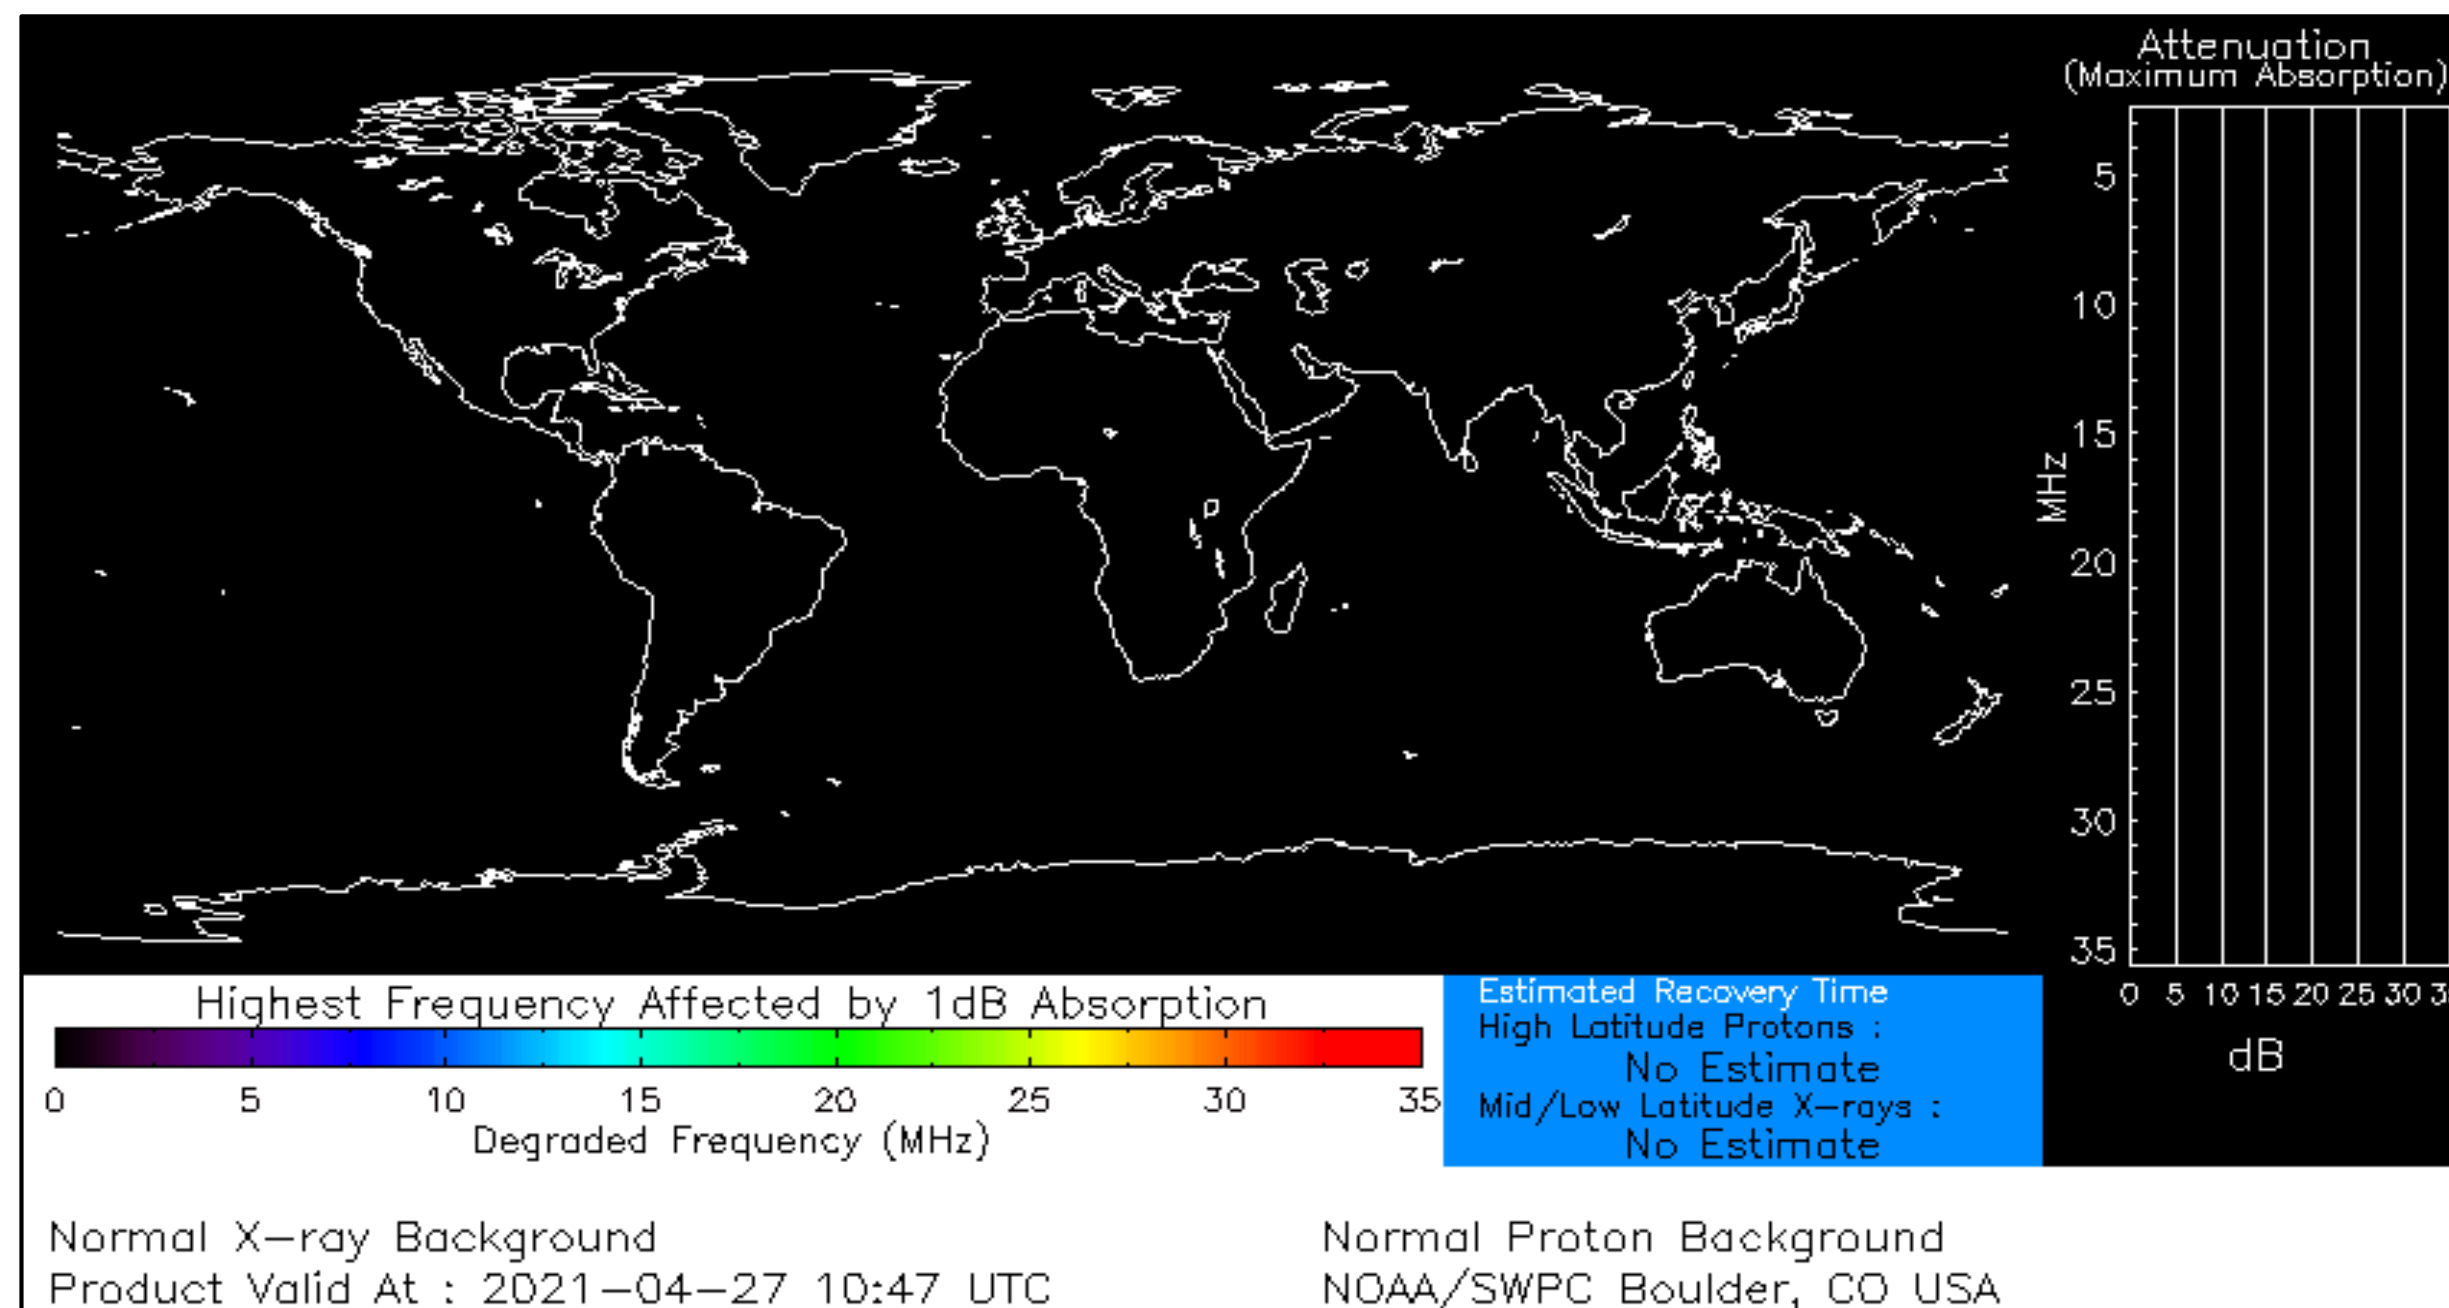 Attenuation
(Maximum Absorption)
5
10
15
20
25
30
35
MHz
0 5 10 15 20 25 30
dB
Highest Frequency Affected by 1dB Absorption
0 5 10 15 20 25 30 35
Degraded Frequency (MHz)
Estimated Recovery Time
High Latitude Protons :
No Estimate
Mid/Low Latitude X-rays :
No Estimate
Normal X-ray Background
Normal Proton Background
Product Valid At : 2021-04-27 10:47 UTC
NOAA/SWPC Boulder, CO USA